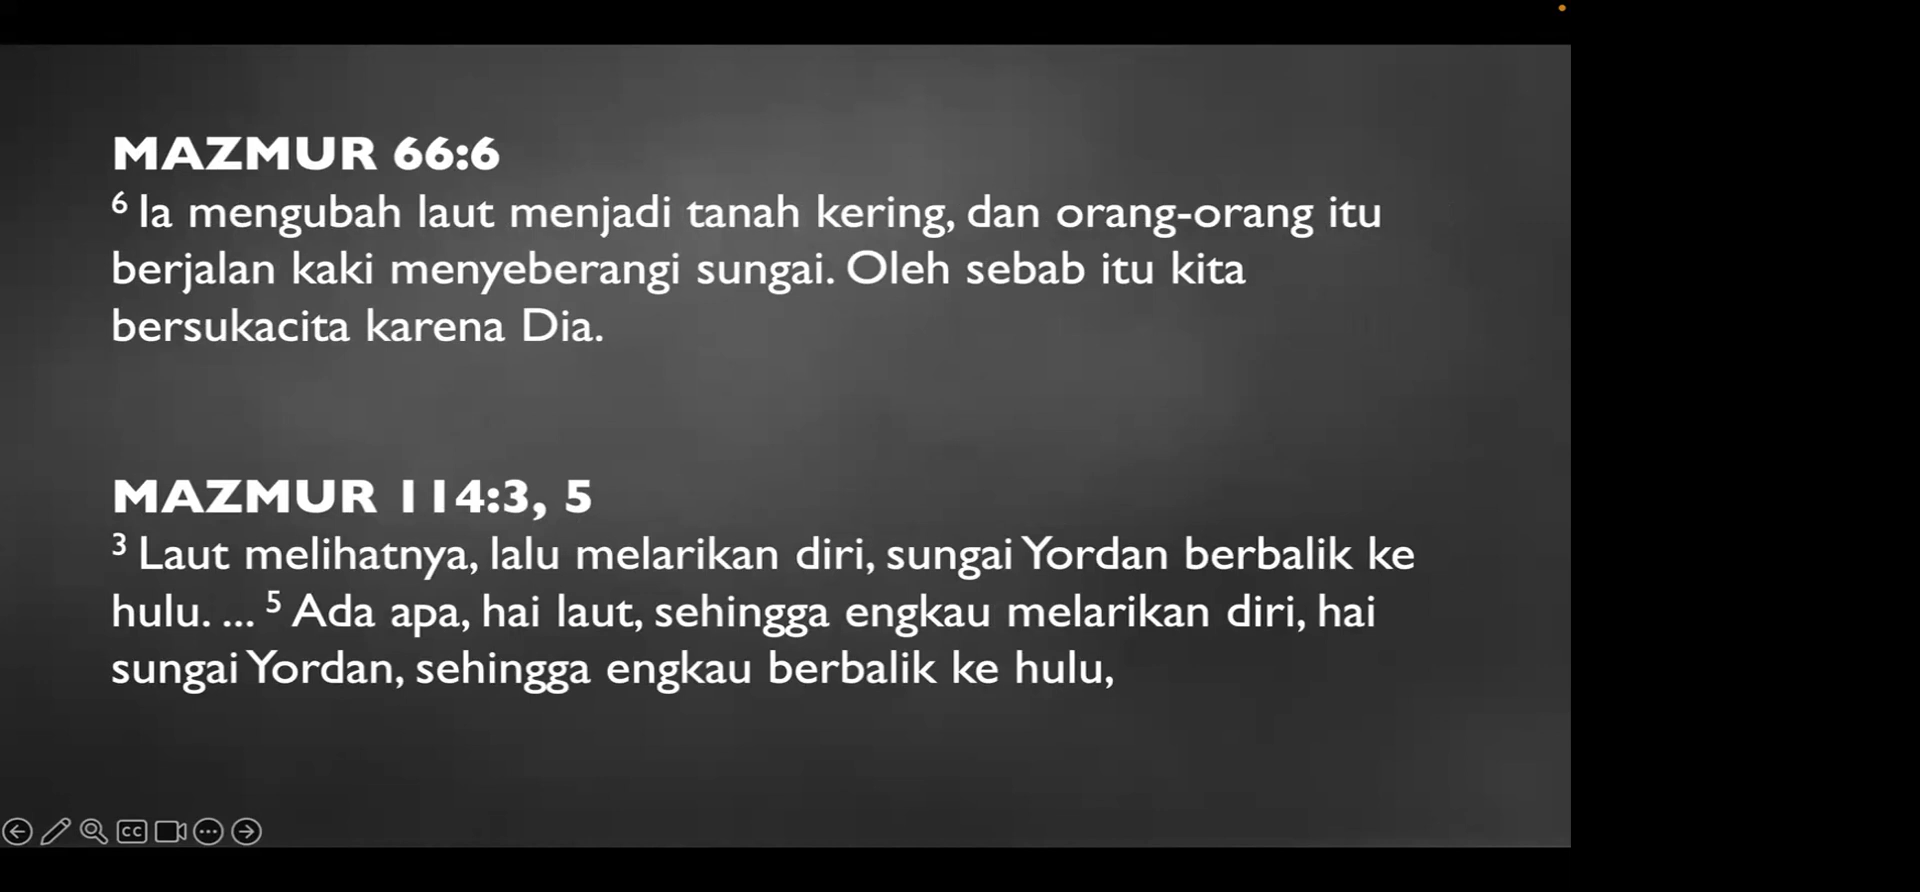 MAZMUR 66:6
⁶ Ia mengubah laut menjadi tanah kering, dan orang-orang itu
berjalan kaki menyeberangi sungai. Oleh sebab itu kita
bersukacita karena Dia.
MAZMUR 114:3, 5
³ Laut melihatnya, lalu melarikan diri, sungai Yordan berbalik ke
hulu. ... ⁵ Ada apa, hai laut, sehingga engkau melarikan diri, hai
sungai Yordan, sehingga engkau berbalik ke hulu,
CC